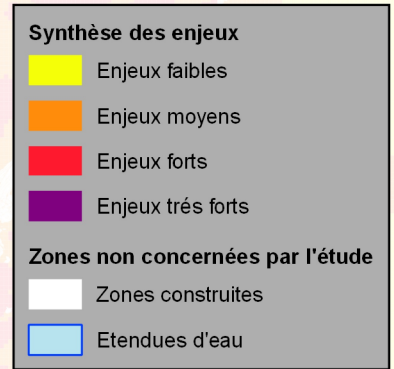 Synthèse des enjeux
Enjeux faibles
Enjeux moyens
Enjeux forts
Enjeux trés forts
Zones non concernées par l'étude
Zones construites
Etendues d'eau